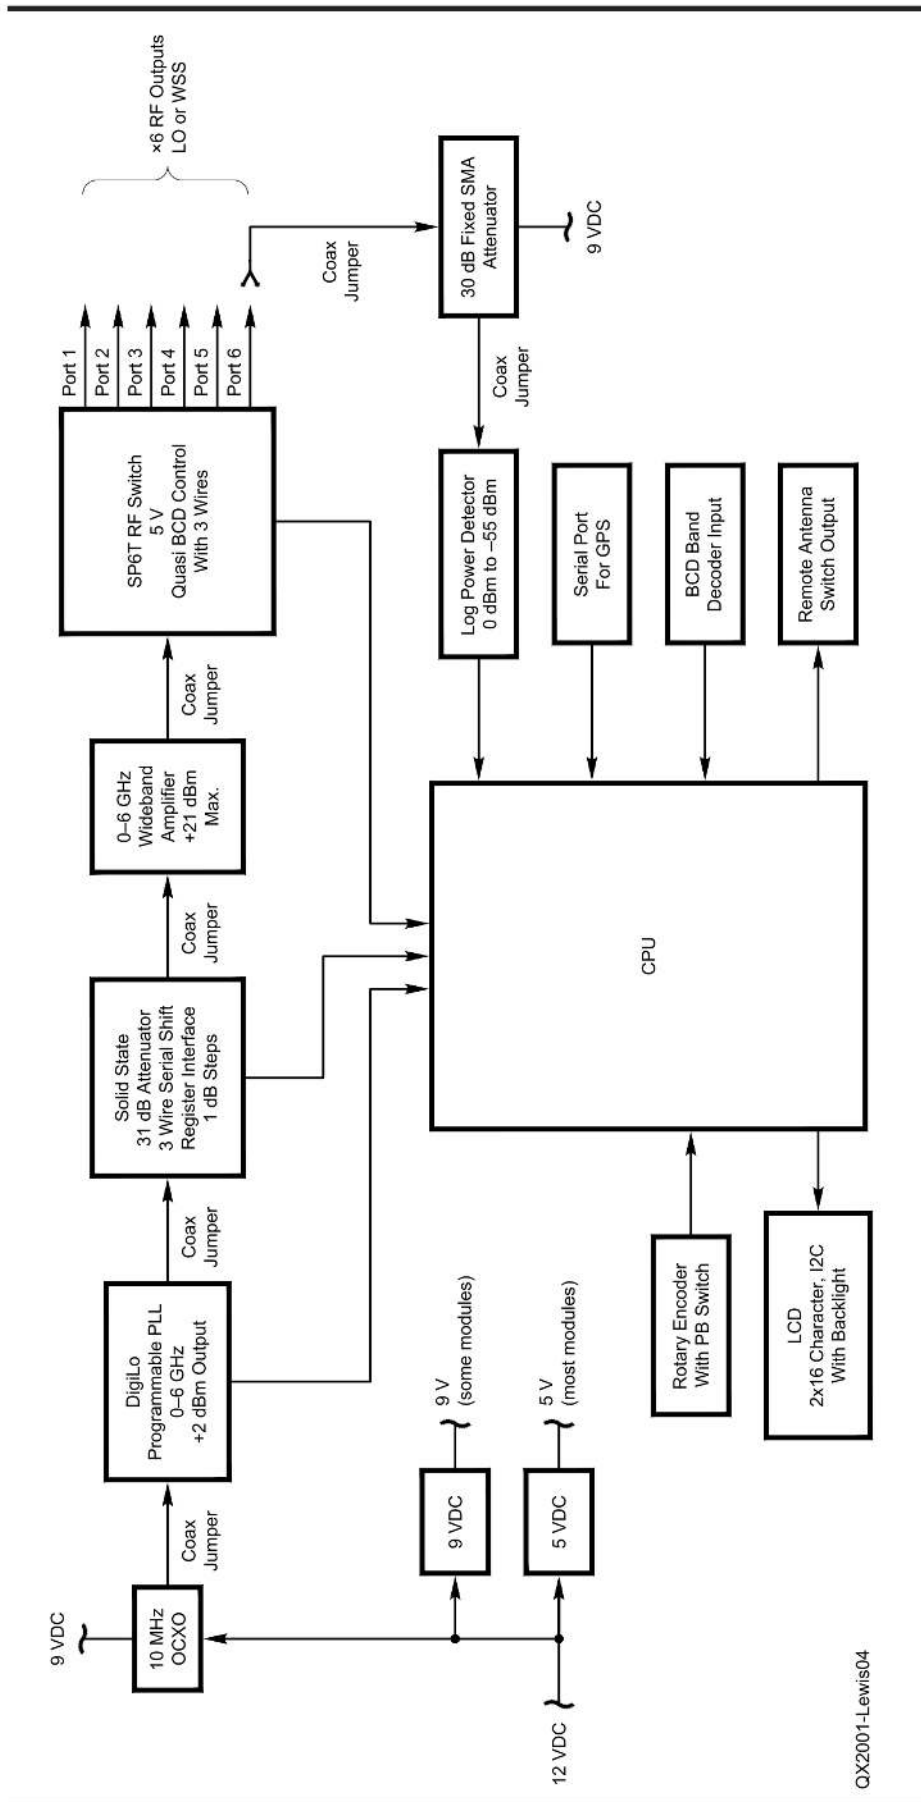 ×6 RF Outputs
LO or WSS
Port 1
Port 2
Port 3
Port 4
Port 5
Port 6
9 VDC
10 MHz
OCXO
Coax
Jumper
DigiLo
Programmable PLL
0–6 GHz
+2 dBm Output
Coax
Jumper
Solid State
31 dB Attenuator
3 Wire Serial Shift
Register Interface
1 dB Steps
Coax
Jumper
0–6 GHz
Wideband
Amplifier
+21 dBm
Max.
Coax
Jumper
SP6T RF Switch
5 V
Quasi BCD Control
With 3 Wires
Coax
Jumper
30 dB Fixed SMA
Attenuator
9 VDC
Coax
Jumper
Log Power Detector
0 dBm to –55 dBm
Serial Port
For GPS
BCD Band
Decoder Input
Remote Antenna
Switch Output
CPU
9 VDC
9 V
(some modules)
5 VDC
5 V
(most modules)
12 VDC
Rotary Encoder
With PB Switch
LCD
2x16 Character, I2C
With Backlight
QX2001-Lewis04